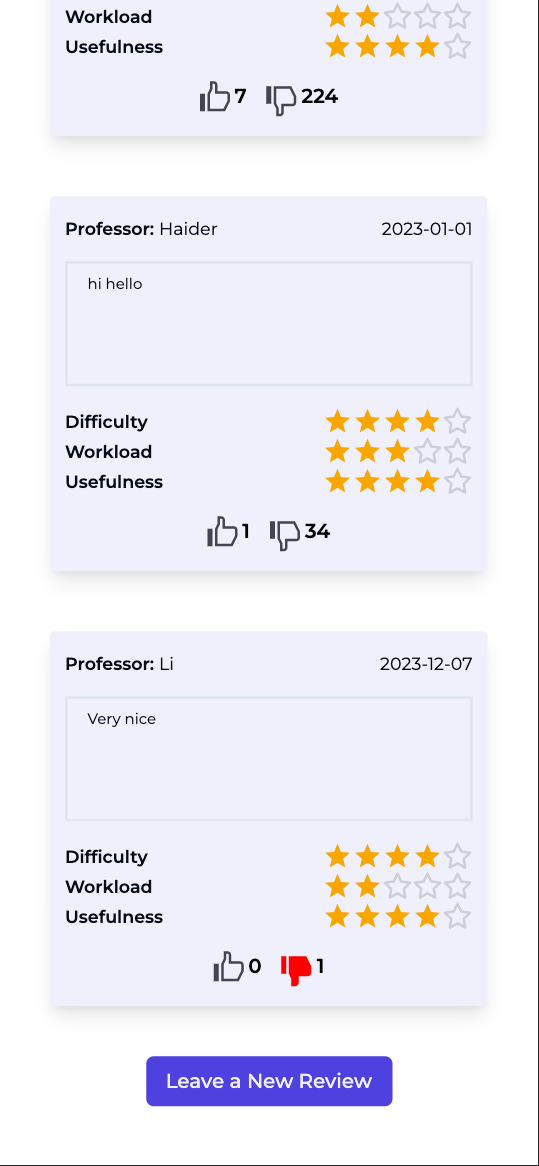 Workload
Usefulness
7 224
Professor: Haider 2023-01-01
hi hello
Difficulty
Workload
Usefulness
1 34
Professor: Li 2023-12-07
Very nice
Difficulty
Workload
Usefulness
0 1
Leave a New Review